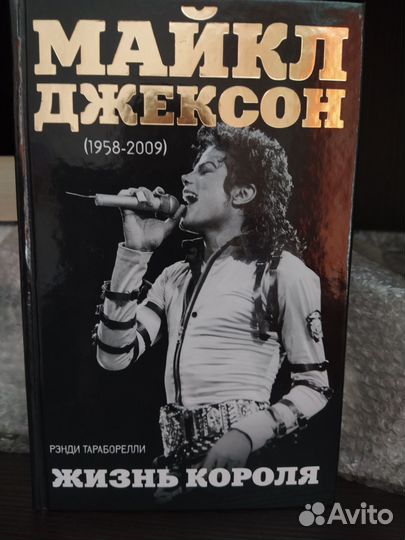 МАЙКЛ
ДЖЕКСОН
(1958-2009)
РЭНДИ ТАРАБОРЕЛЛИ
ЖИЗНЬ КОРОЛЯ
Avito